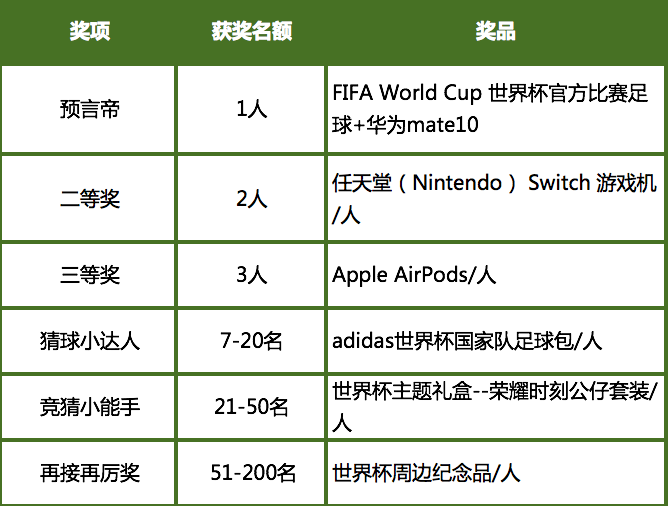 奖项 获奖名额 奖品
预言帝 1人 FIFA World Cup 世界杯官方比赛足
球+华为mate10
二等奖 2人 任天堂（Nintendo） Switch 游戏机
/人
三等奖 3人 Apple AirPods/人
猜球小达人 7-20名 adidas世界杯国家队足球包/人
竞猜小能手 21-50名 世界杯主题礼盒--荣耀时刻公仔套装/
人
再接再厉奖 51-200名 世界杯周边纪念品/人